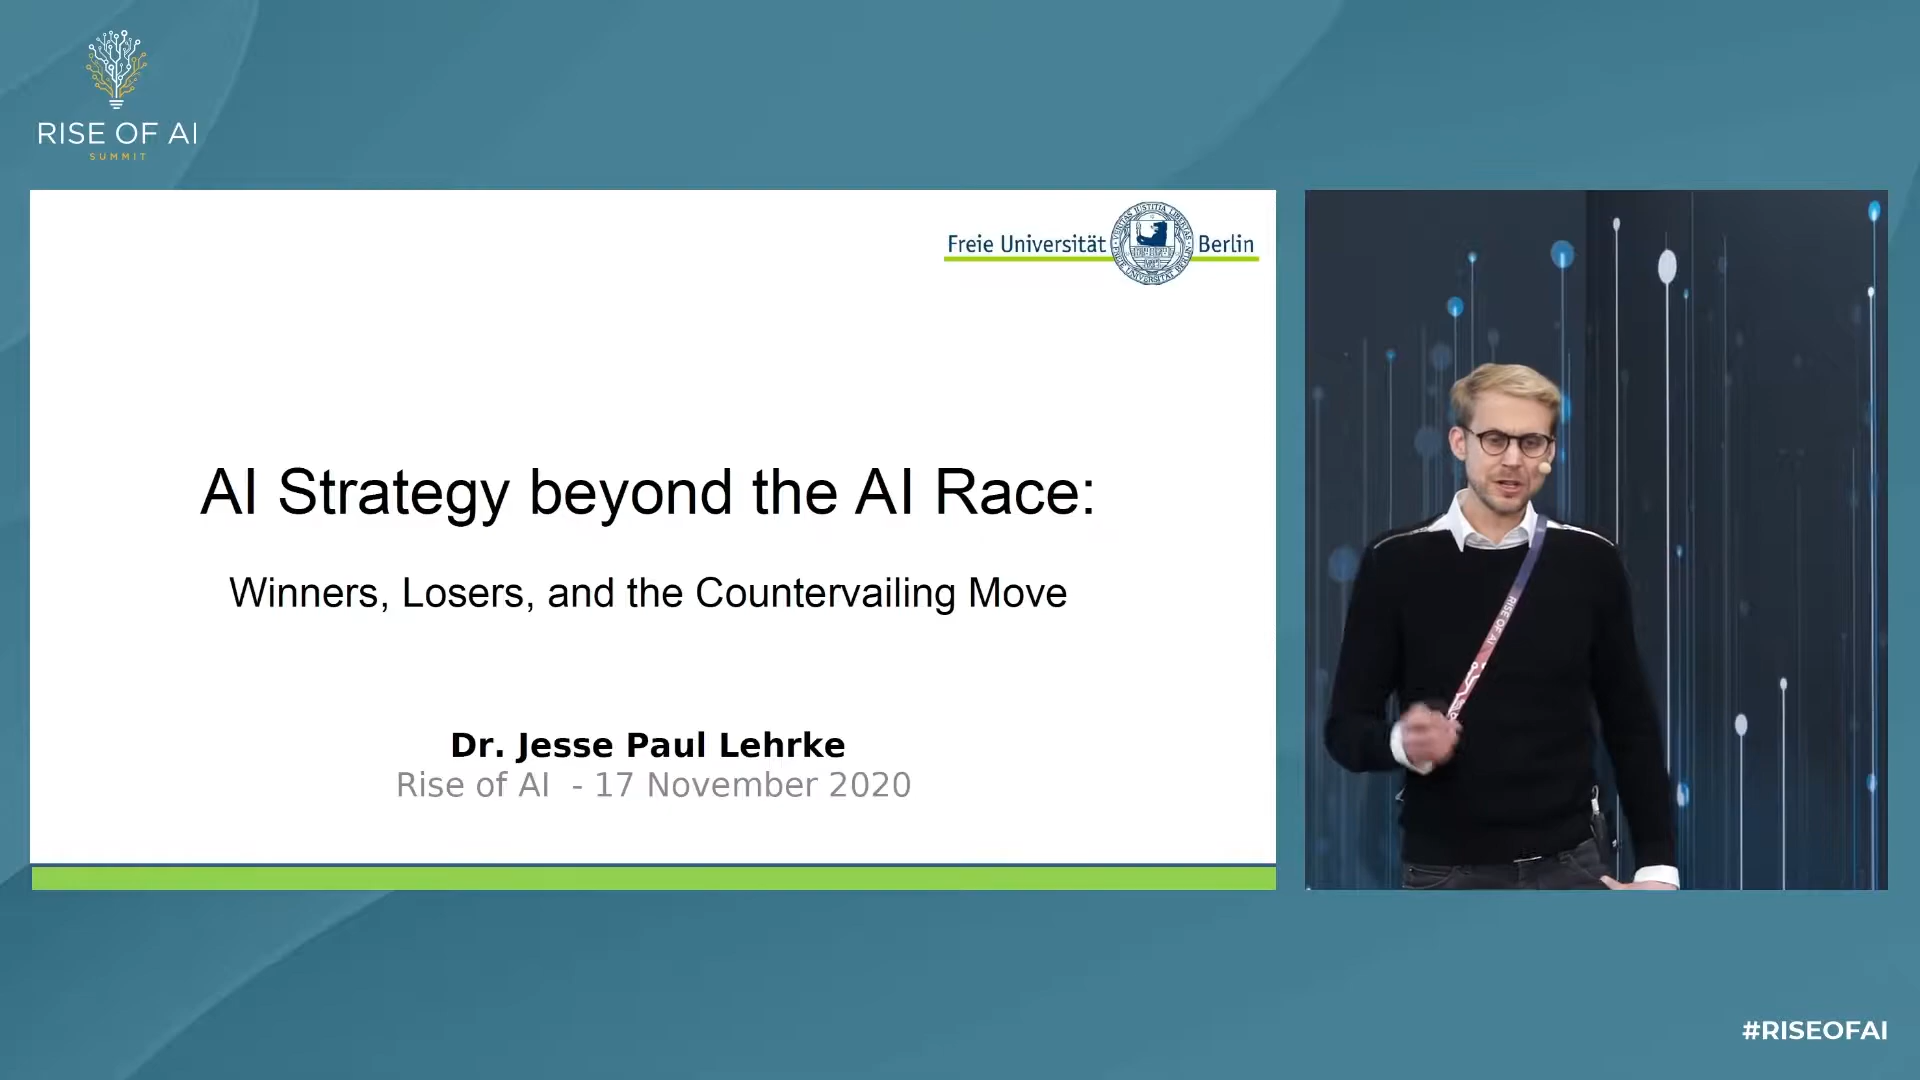 RISE OF AI
SUMMIT
Freie Universität Berlin
AI Strategy beyond the AI Race:
Winners, Losers, and the Countervailing Move
Dr. Jesse Paul Lehrke
Rise of AI - 17 November 2020
RISE OF AI
#RISEOFAI